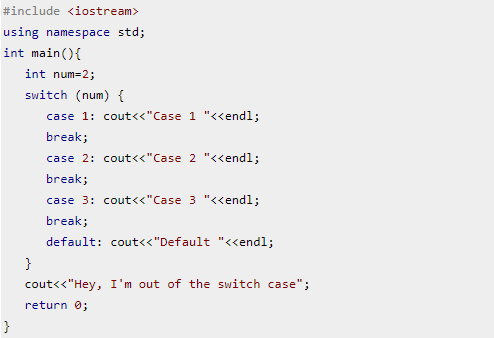 #include <iostream>
using namespace std;
int main(){
   int num=2;
   switch (num) {
      case 1: cout<<"Case 1 "<<endl;
      break;
      case 2: cout<<"Case 2 "<<endl;
      break;
      case 3: cout<<"Case 3 "<<endl;
      break;
      default: cout<<"Default "<<endl;
   }
   cout<<"Hey, I'm out of the switch case";
   return 0;
}